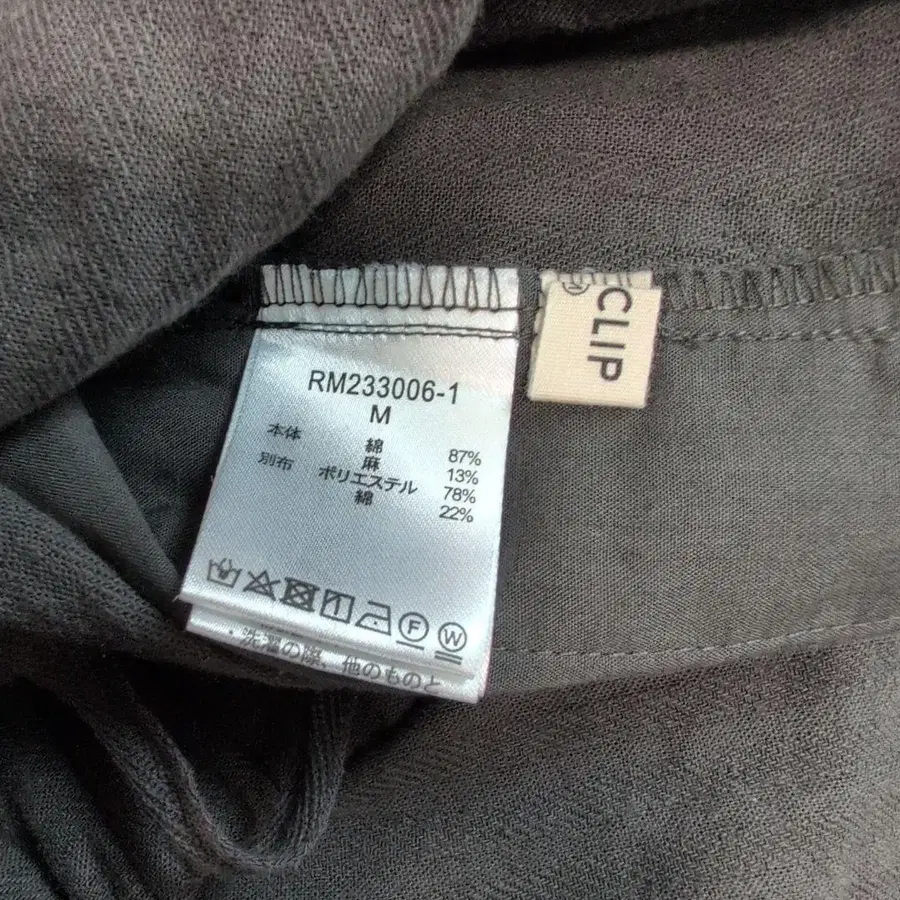 RM233006-1
M
本体 綿 87%
麻 13%
別布 ポリエステル 78%
綿 22%
F W
・洗濯の際、他のものと
CLIP
®